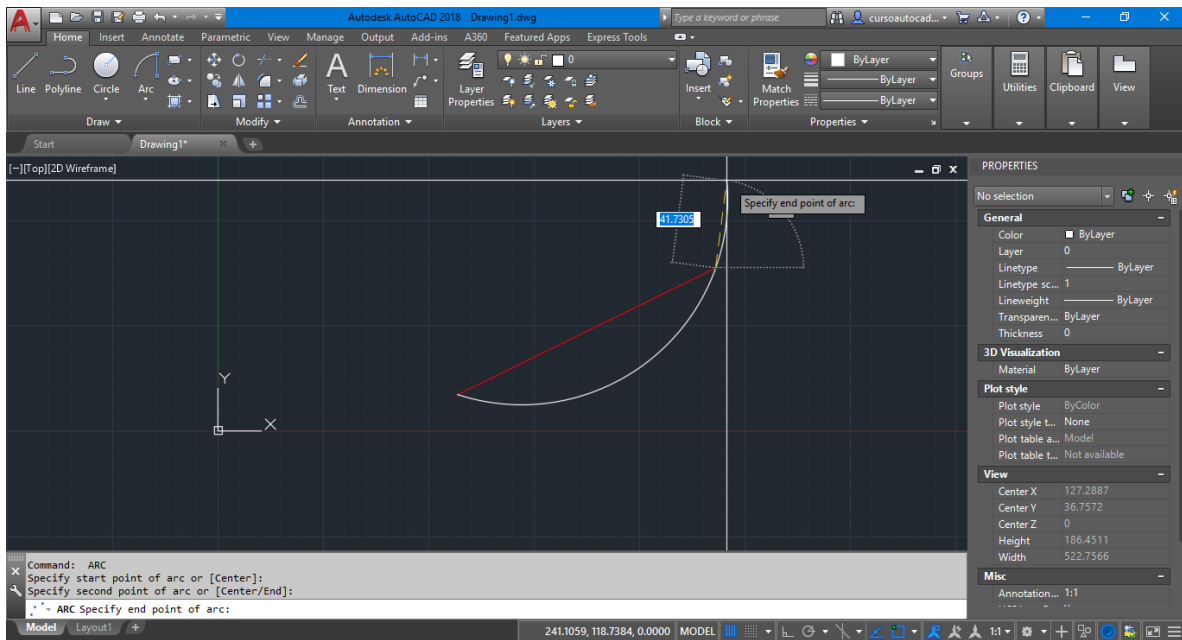 Autodesk AutoCAD 2018 Drawing1.dwg
Type a keyword or phrase
cursoautocad...
Home Insert Annotate Parametric View Manage Output Add-ins A360 Featured Apps Express Tools
Line Polyline Circle Arc
Text Dimension
Layer Properties
0
Insert
Match Properties
ByLayer
ByLayer
ByLayer
Groups
Utilities
Clipboard
View
Draw
Modify
Annotation
Layers
Block
Properties
Start Drawing1*
[−][Top][2D Wireframe]
Specify end point of arc:
41.7305
Y
X
PROPERTIES
No selection
General
Color ByLayer
Layer 0
Linetype ByLayer
Linetype sc... 1
Lineweight ByLayer
Transparen... ByLayer
Thickness 0
3D Visualization
Material ByLayer
Plot style
Plot style ByColor
Plot style t... None
Plot table a... Model
Plot table t... Not available
View
Center X 127.2887
Center Y 36.7572
Center Z 0
Height 186.4511
Width 522.7566
Misc
Annotation... 1:1
Command: ARC
Specify start point of arc or [Center]:
Specify second point of arc or [Center/End]:
ARC Specify end point of arc:
Model Layout1 +
241.1059, 118.7384, 0.0000 MODEL
1:1